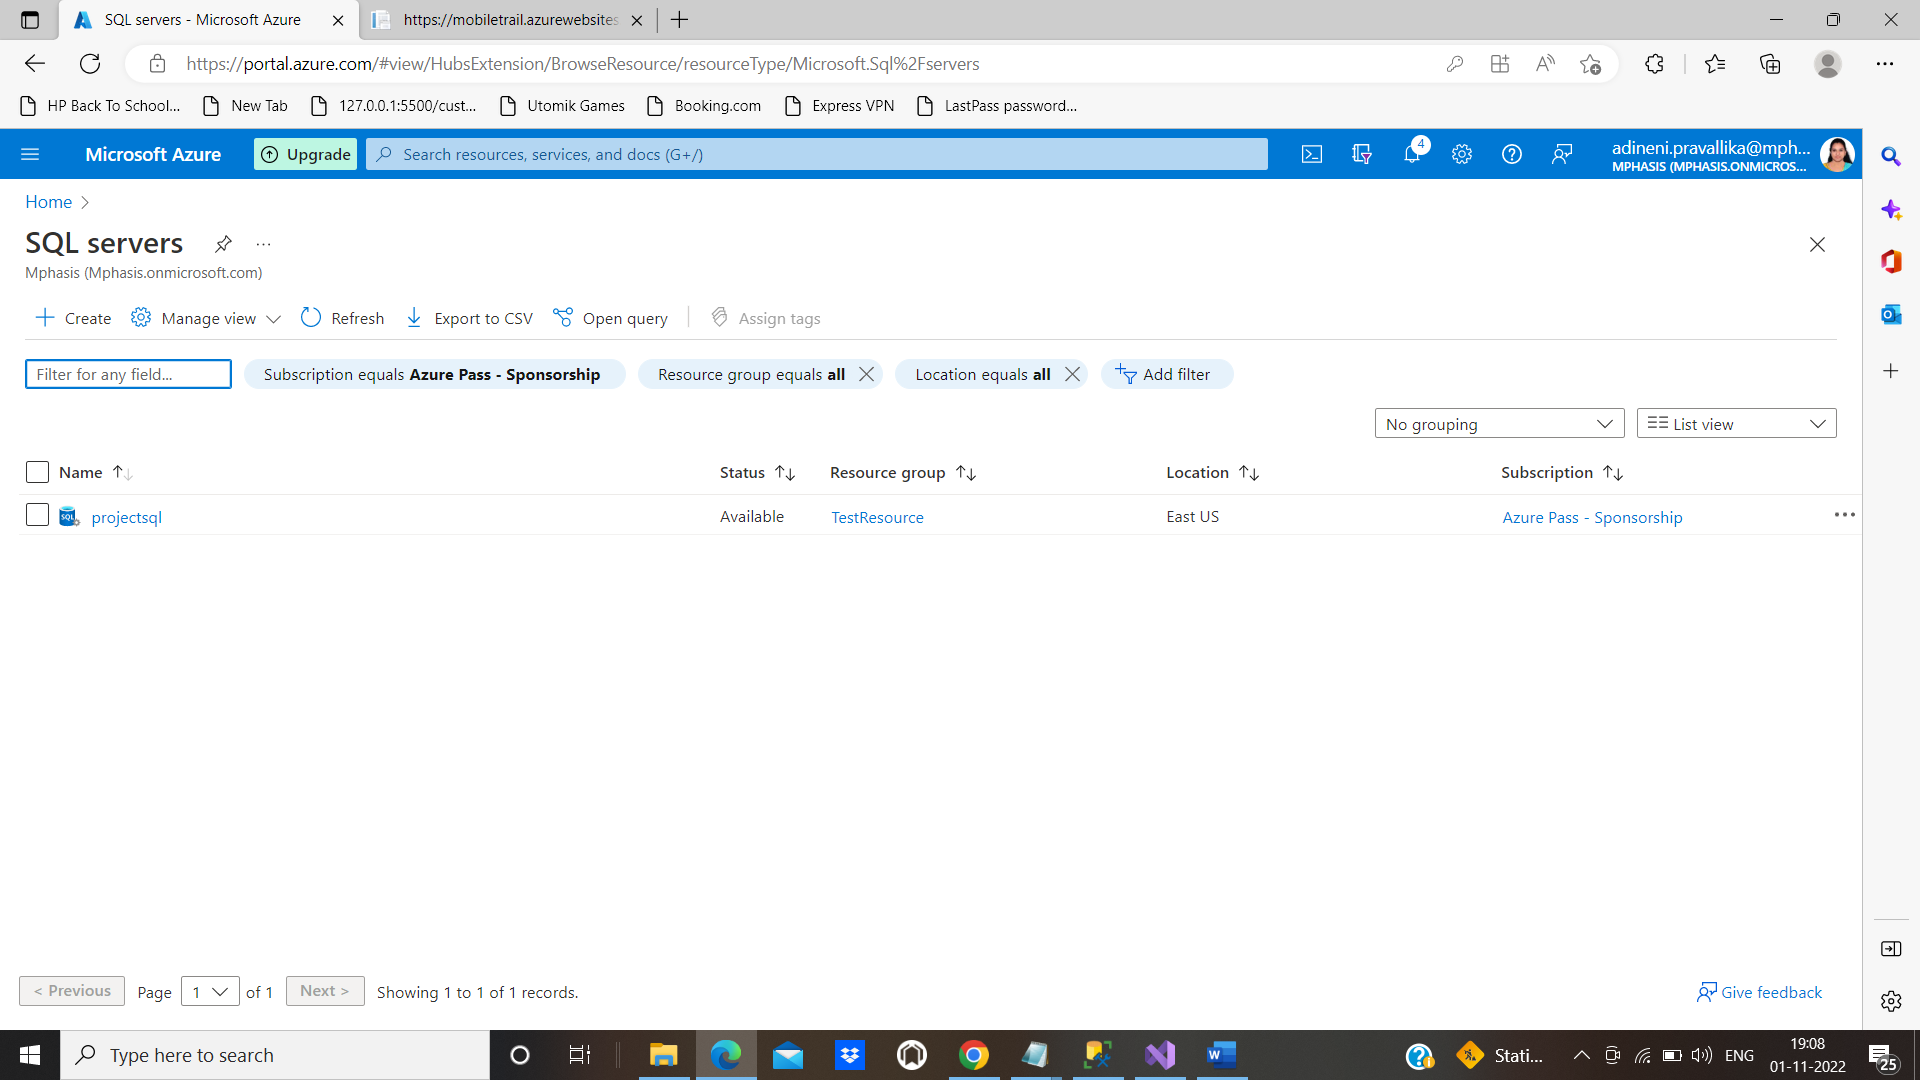 SQL servers - Microsoft Azure
https://mobiletrail.azurewebsites
https://portal.azure.com/#view/HubsExtension/BrowseResource/resourceType/Microsoft.Sql%2Fservers
HP Back To School... New Tab 127.0.0.1:5500/cust... Utomik Games Booking.com Express VPN LastPass password...
Microsoft Azure Upgrade Search resources, services, and docs (G+/) 4 adineni.pravallika@mph...
MPHASIS (MPHASIS.ONMICROS...
Home >
SQL servers ...
Mphasis (Mphasis.onmicrosoft.com)
Create Manage view Refresh Export to CSV Open query Assign tags
Filter for any field... Subscription equals Azure Pass - Sponsorship Resource group equals all Location equals all Add filter
No grouping List view
Name Status Resource group Location Subscription
SQL projectsql Available TestResource East US Azure Pass - Sponsorship ...
< Previous Page 1 of 1 Next > Showing 1 to 1 of 1 records. Give feedback
Type here to search Stati... ENG 19:08
01-11-2022 25